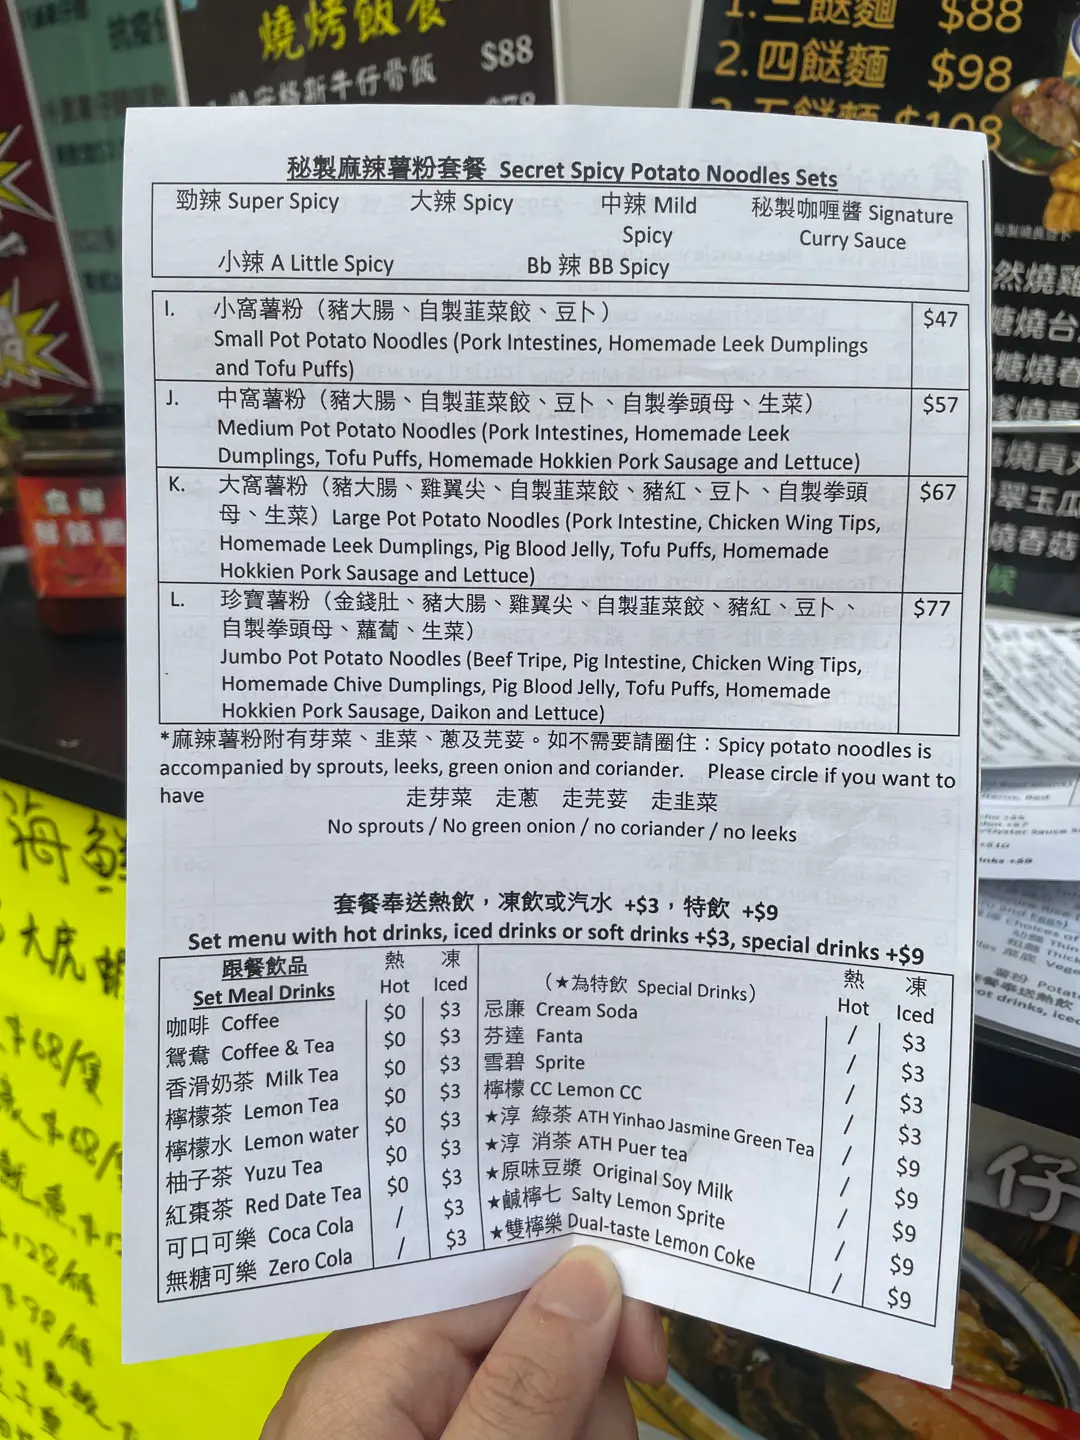 燒烤飯餐
$88
1.三餸麵 $88
2.四餸麵 $98
秘製麻辣薯粉套餐 Secret Spicy Potato Noodles Sets
勁辣 Super Spicy 大辣 Spicy 中辣 Mild Spicy 秘製咖喱醬 Signature Curry Sauce
小辣 A Little Spicy Bb 辣 BB Spicy
I. 小窩薯粉（豬大腸、自製韮菜餃、豆卜） $47
Small Pot Potato Noodles (Pork Intestines, Homemade Leek Dumplings
and Tofu Puffs)
J. 中窩薯粉（豬大腸、自製韮菜餃、豆卜、自製拳頭母、生菜） $57
Medium Pot Potato Noodles (Pork Intestines, Homemade Leek
Dumplings, Tofu Puffs, Homemade Hokkien Pork Sausage and Lettuce)
K. 大窩薯粉（豬大腸、雞翼尖、自製韮菜餃、豬紅、豆卜、自製拳頭 $67
母、生菜）Large Pot Potato Noodles (Pork Intestine, Chicken Wing Tips,
Homemade Leek Dumplings, Pig Blood Jelly, Tofu Puffs, Homemade
Hokkien Pork Sausage and Lettuce)
L. 珍寶薯粉（金錢肚、豬大腸、雞翼尖、自製韮菜餃、豬紅、豆卜、 $77
自製拳頭母、蘿蔔、生菜）
Jumbo Pot Potato Noodles (Beef Tripe, Pig Intestine, Chicken Wing Tips,
Homemade Chive Dumplings, Pig Blood Jelly, Tofu Puffs, Homemade
Hokkien Pork Sausage, Daikon and Lettuce)
*麻辣薯粉附有芽菜、韭菜、蔥及芫荽。如不需要請圈住：Spicy potato noodles is
accompanied by sprouts, leeks, green onion and coriander. Please circle if you want to
have 走芽菜 走蔥 走芫荽 走韭菜
No sprouts / No green onion / no coriander / no leeks
套餐奉送熱飲，凍飲或汽水 +$3，特飲 +$9
Set menu with hot drinks, iced drinks or soft drinks +$3, special drinks +$9
跟餐飲品 熱 凍
Set Meal Drinks Hot Iced
咖啡 Coffee $0 $3
鴛鴦 Coffee & Tea $0 $3
香滑奶茶 Milk Tea $0 $3
檸檬茶 Lemon Tea $0 $3
檸檬水 Lemon water $0 $3
柚子茶 Yuzu Tea $0 $3
紅棗茶 Red Date Tea $0 $3
可口可樂 Coca Cola / $3
無糖可樂 Zero Cola / $3
（★為特飲 Special Drinks） 熱 Hot 凍 Iced
忌廉 Cream Soda / $3
芬達 Fanta / $3
雪碧 Sprite / $3
檸檬 CC Lemon CC / $3
★淳 綠茶 ATH Yinhao Jasmine Green Tea / $9
★淳 消茶 ATH Puer tea / $9
★原味豆漿 Original Soy Milk / $9
★鹹檸七 Salty Lemon Sprite / $9
★雙檸樂 Dual-taste Lemon Coke / $9
海鮮
仔